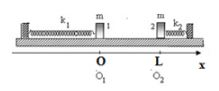 k₁ m 1 2 m k₂
O L x
O₁ O₂